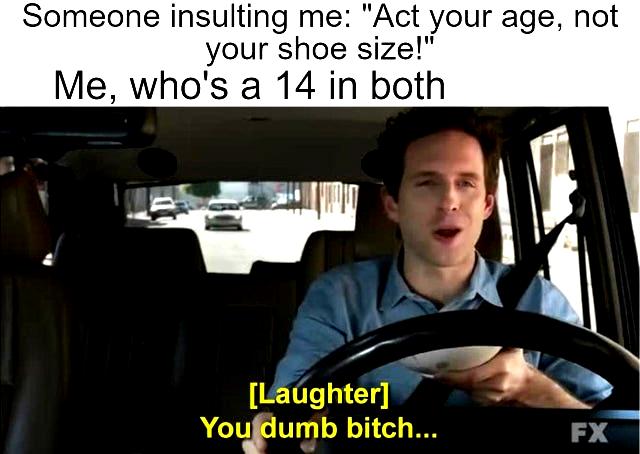 Someone insulting me: "Act your age, not
your shoe size!"
Me, who's a 14 in both
[Laughter]
You dumb bitch...
FX